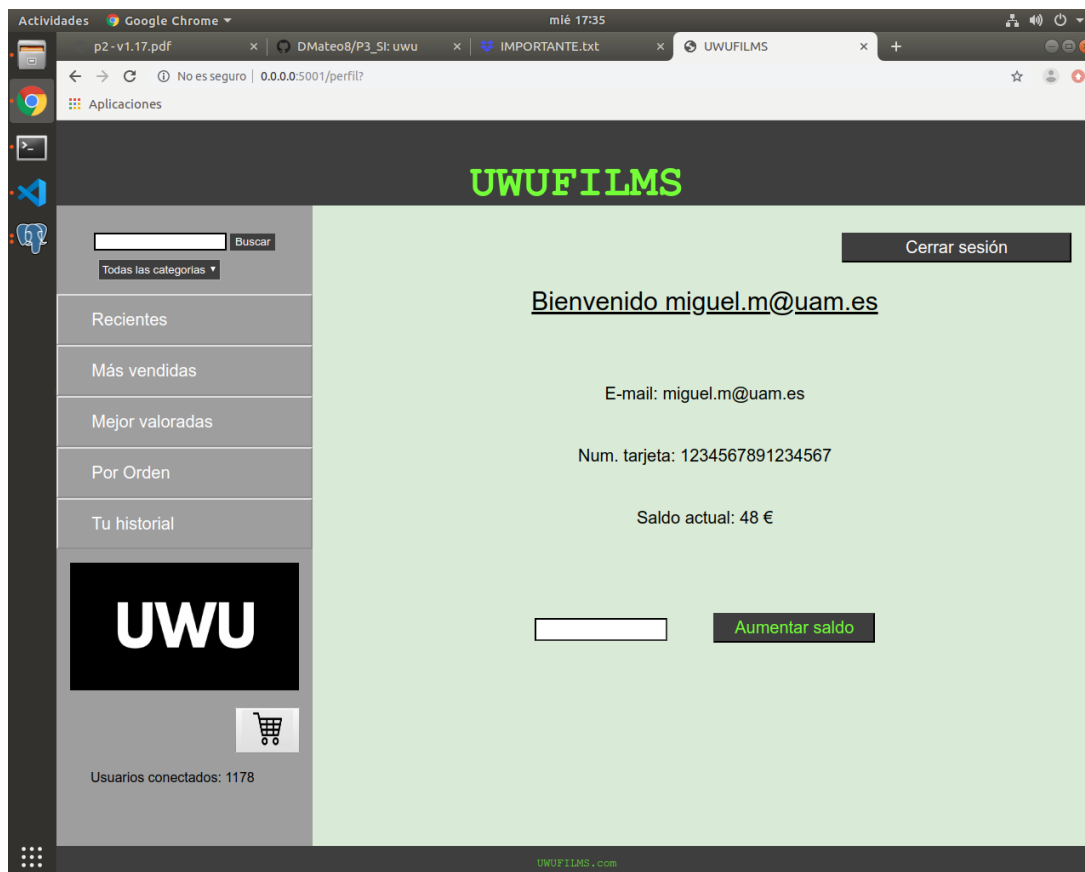 Actividades Google Chrome mié 17:35
p2-v1.17.pdf DMateo8/P3_SI: uwu IMPORTANTE.txt UWUFILMS
No es seguro | 0.0.0.0:5001/perfil?
Aplicaciones
UWUFILMS
Buscar
Todas las categorias
Recientes
Más vendidas
Mejor valoradas
Por Orden
Tu historial
UWU
Usuarios conectados: 1178
Cerrar sesión
Bienvenido miguel.m@uam.es
E-mail: miguel.m@uam.es
Num. tarjeta: 1234567891234567
Saldo actual: 48 €
Aumentar saldo
UWUFILMS.com